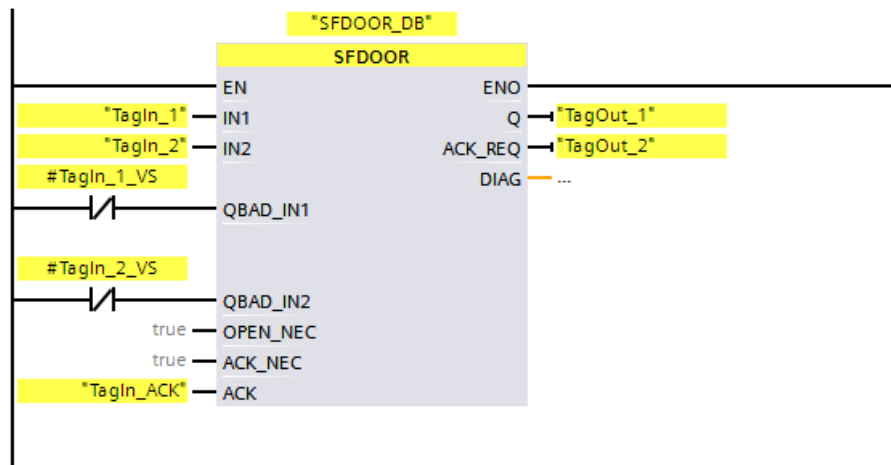 "SFDOOR_DB"
SFDOOR
EN ENO
"TagIn_1" IN1 Q "TagOut_1"
"TagIn_2" IN2 ACK_REQ "TagOut_2"
#TagIn_1_VS DIAG ...
QBAD_IN1
#TagIn_2_VS
QBAD_IN2
true OPEN_NEC
true ACK_NEC
"TagIn_ACK" ACK